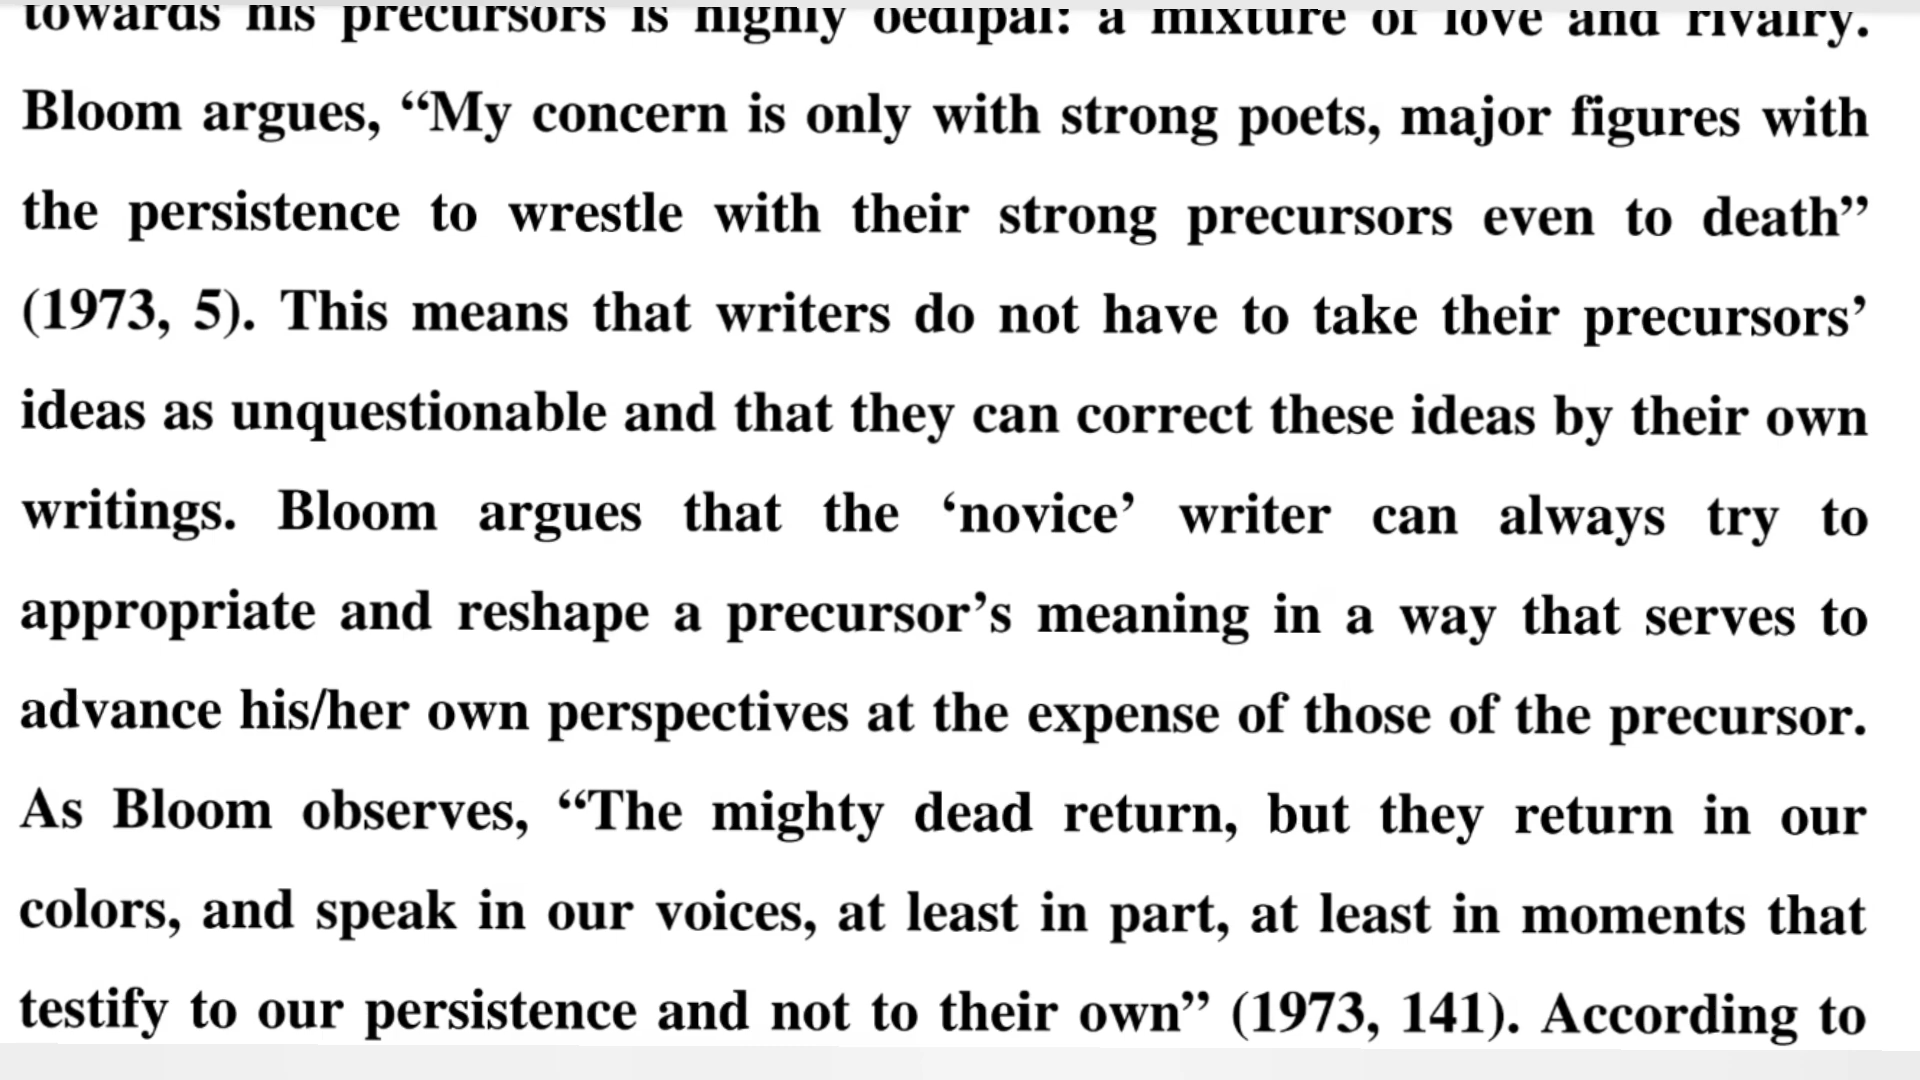 towards his precursors is highly oedipal: a mixture of love and rivalry.
Bloom argues, “My concern is only with strong poets, major figures with
the persistence to wrestle with their strong precursors even to death”
(1973, 5). This means that writers do not have to take their precursors’
ideas as unquestionable and that they can correct these ideas by their own
writings. Bloom argues that the ‘novice’ writer can always try to
appropriate and reshape a precursor’s meaning in a way that serves to
advance his/her own perspectives at the expense of those of the precursor.
As Bloom observes, “The mighty dead return, but they return in our
colors, and speak in our voices, at least in part, at least in moments that
testify to our persistence and not to their own” (1973, 141). According to